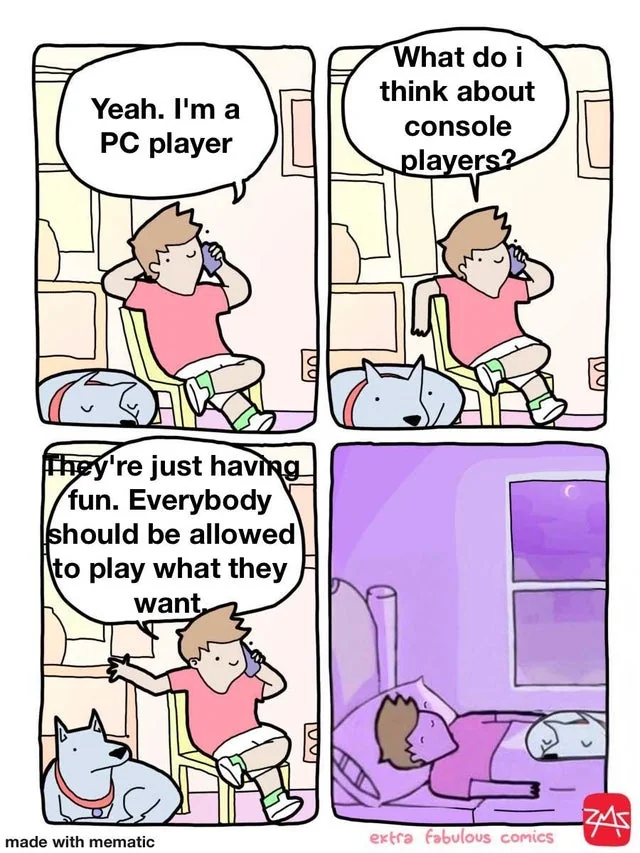 Yeah. I'm a
PC player
What do i
think about
console
players?
They're just having
fun. Everybody
should be allowed
to play what they
want.
made with mematic
extra fabulous comics
ZMS